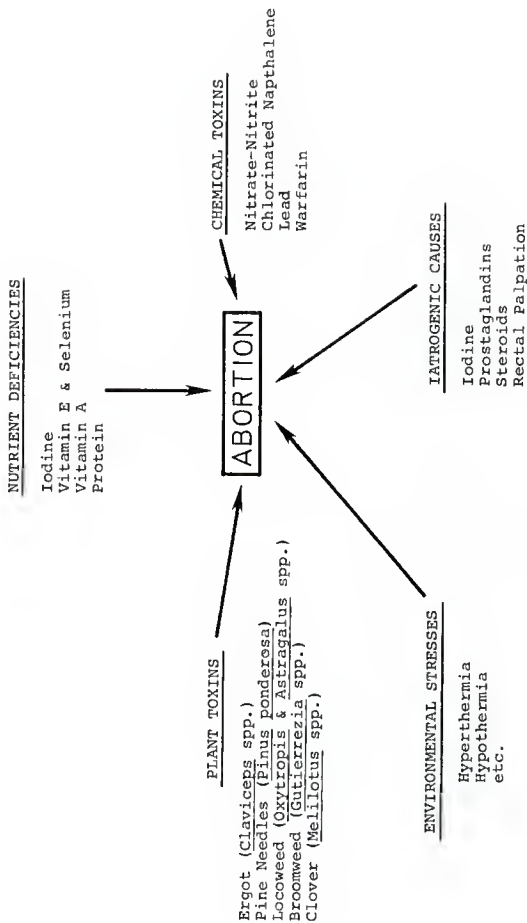 NUTRIENT DEFICIENCIES
Iodine
Vitamin E & Selenium
Vitamin A
Protein
PLANT TOXINS
Ergot (Claviceps spp.)
Pine Needles (Pinus ponderosa)
Locoweed (Oxytropis & Astragalus spp.)
Broomweed (Gutierrezia spp.)
Clover (Melilotus spp.)
ABORTION
CHEMICAL TOXINS
Nitrate-Nitrite
Chlorinated Napthalene
Lead
Warfarin
ENVIRONMENTAL STRESSES
Hyperthermia
Hypothermia
etc.
IATROGENIC CAUSES
Iodine
Prostaglandins
Steroids
Rectal Palpation